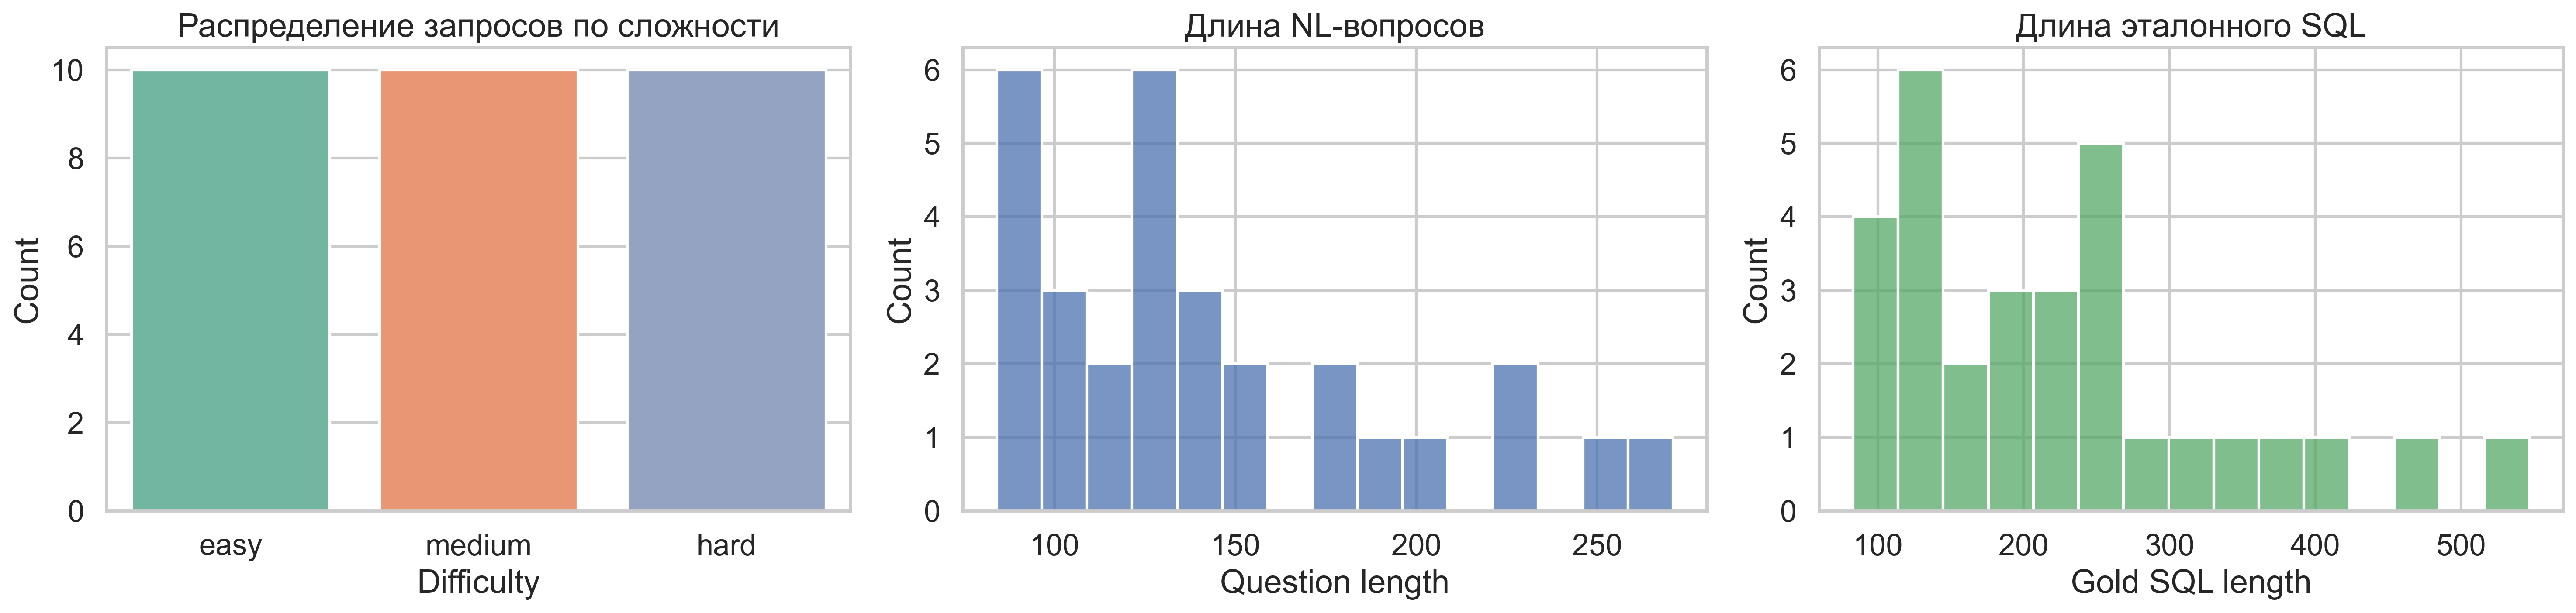 Распределение запросов по сложности
10
8
6
4
2
0
Count
easy medium hard
Difficulty
Длина NL-вопросов
6
5
4
3
2
1
0
Count
100 150 200 250
Question length
Длина эталонного SQL
6
5
4
3
2
1
0
Count
100 200 300 400 500
Gold SQL length